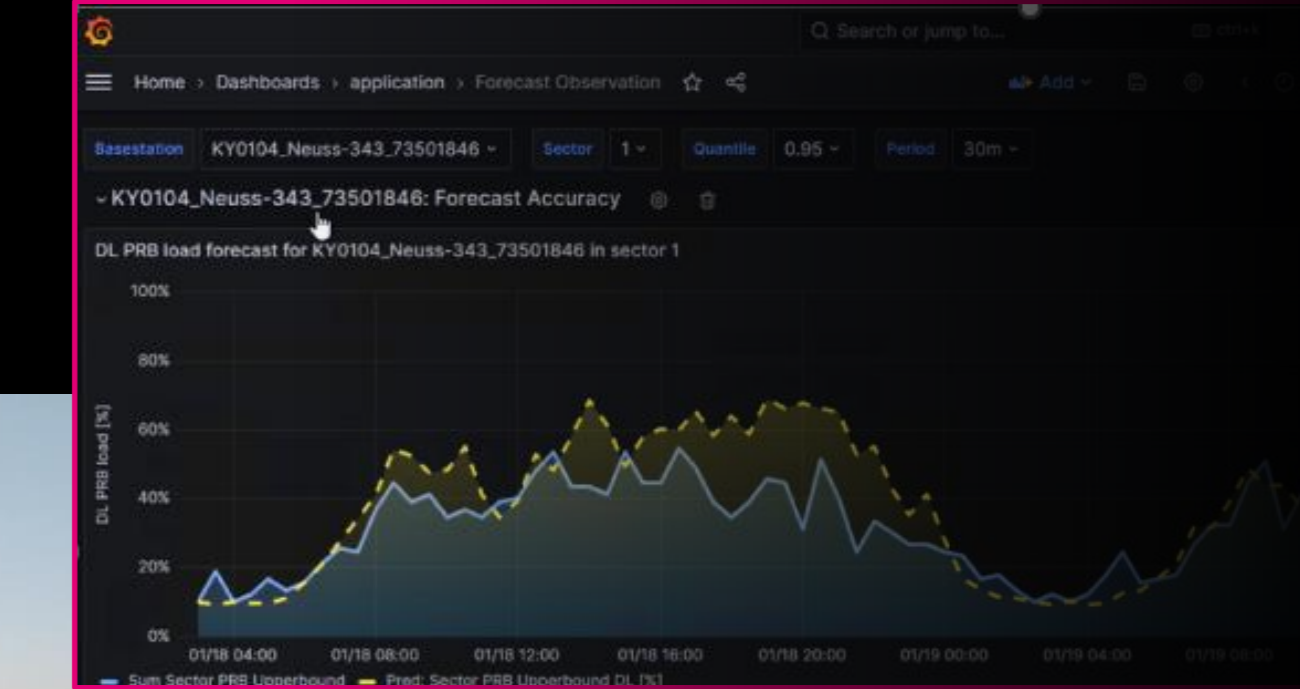 Search or jump to... ctrl+k
Home > Dashboards > application > Forecast Observation Add
Basestation KY0104_Neuss-343_73501846 Sector 1 Quantile 0.95 Period 30m
KY0104_Neuss-343_73501846: Forecast Accuracy
DL PRB load forecast for KY0104_Neuss-343_73501846 in sector 1
100%
80%
60%
40%
20%
0%
DL PRB load [%]
01/18 04:00 01/18 08:00 01/18 12:00 01/18 16:00 01/18 20:00 01/19 00:00 01/19 04:00 01/19 08:00
Sum Sector PRB Upperbound Pred: Sector PRB Upperbound DL [%]